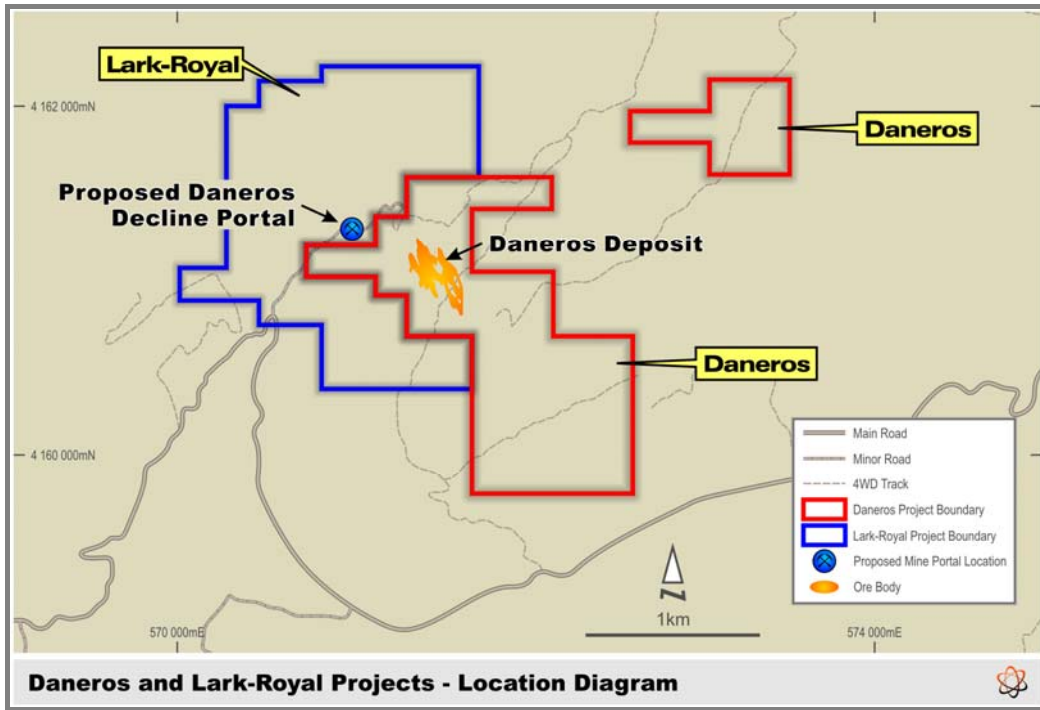 Lark-Royal
4 162 000mN
Daneros
Proposed Daneros
Decline Portal
Daneros Deposit
Daneros
4 160 000mN
Main Road
Minor Road
4WD Track
Daneros Project Boundary
Lark-Royal Project Boundary
Proposed Mine Portal Location
Ore Body
N
1km
570 000mE
574 000mE
Daneros and Lark-Royal Projects - Location Diagram